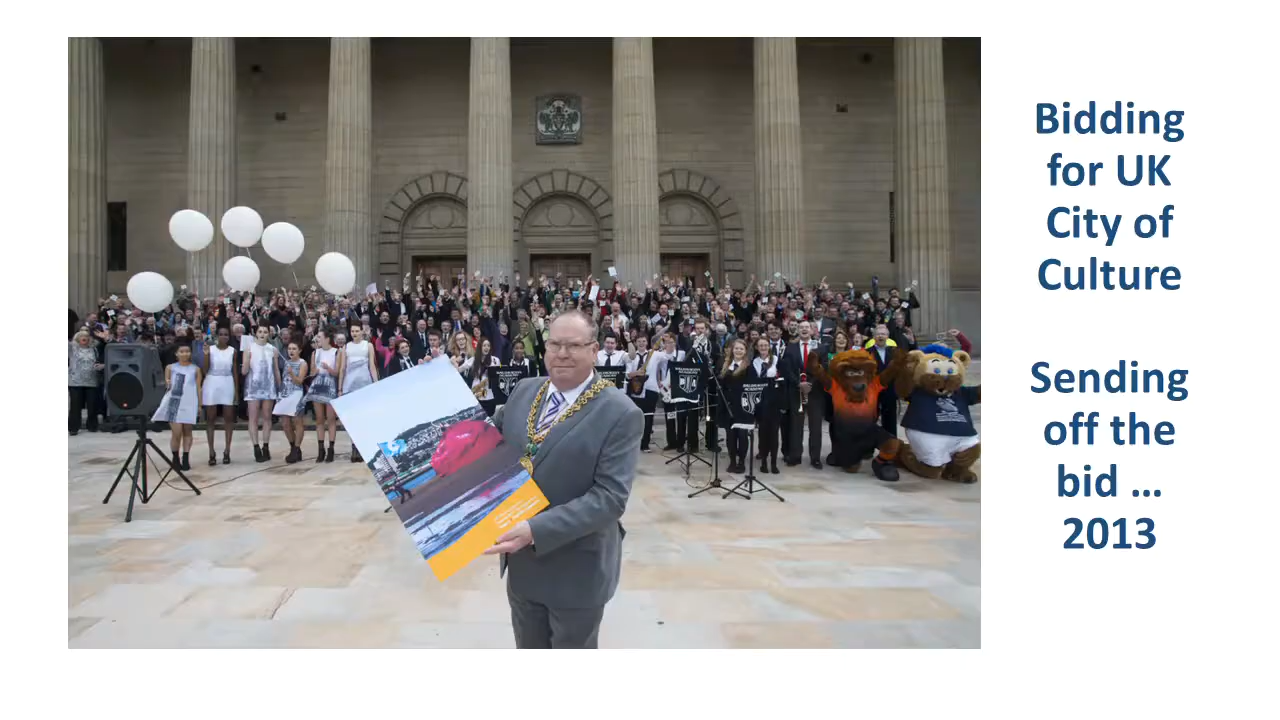 Bidding
for UK
City of
Culture
Sending
off the
bid ...
2013